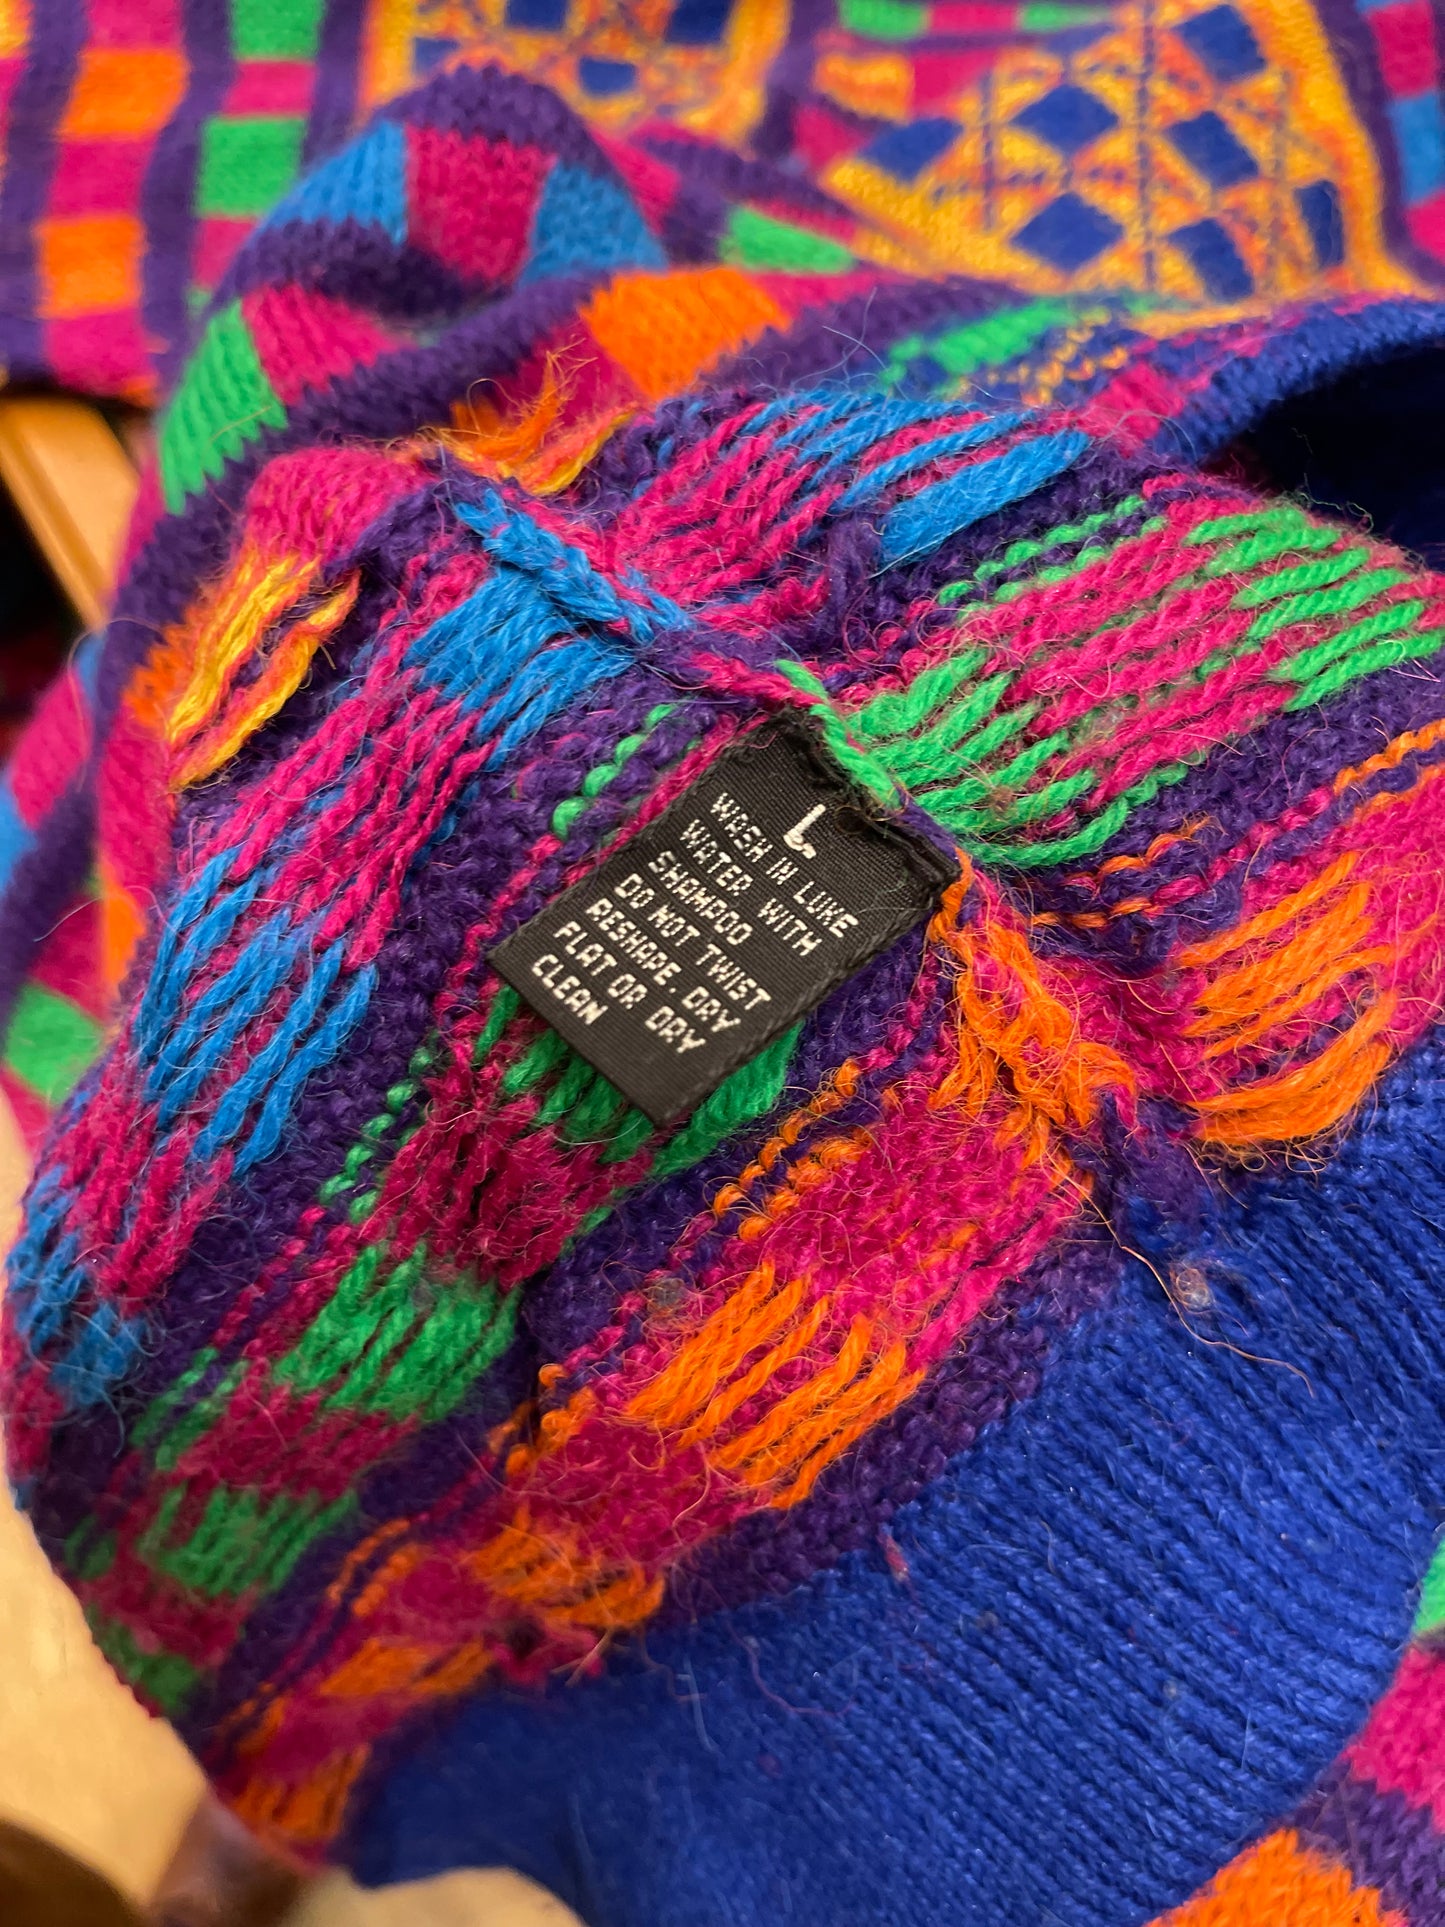 L
WASH IN LUKE
WATER WITH
SHAMPOO
DO NOT TWIST
RESHAPE. DRY
FLAT OR DRY
CLEAN